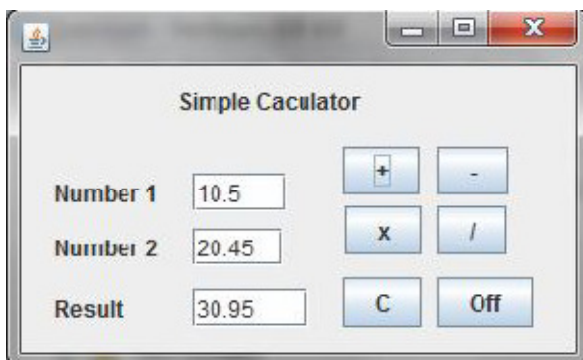 Simple Caculator
+ -
Number 1 10.5
x /
Number 2 20.45
Result 30.95 C Off